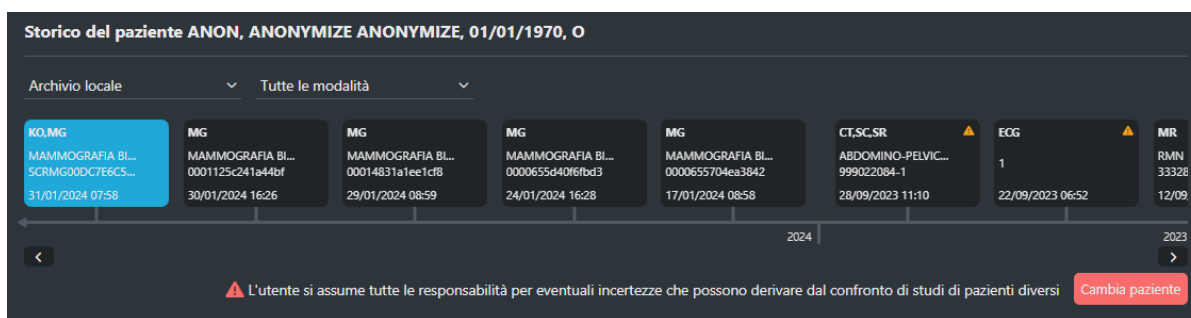 Storico del paziente ANON, ANONYMIZE ANONYMIZE, 01/01/1970, O
Archivio locale
Tutte le modalità
KO,MG
MAMMOGRAFIA BI...
SCRMG00DC7E6C5...
31/01/2024 07:58
MG
MAMMOGRAFIA BI...
0001125c241a44bf
30/01/2024 16:26
MG
MAMMOGRAFIA BI...
00014831a1ee1cf8
29/01/2024 08:59
MG
MAMMOGRAFIA BI...
0000655d40f6fbd3
24/01/2024 16:28
MG
MAMMOGRAFIA BI...
0000655704ea3842
17/01/2024 08:58
CT,SC,SR
ABDOMINO-PELVIC...
999022084-1
28/09/2023 11:10
ECG
1
22/09/2023 06:52
MR
RMN
33328
12/09
2024
2023
L'utente si assume tutte le responsabilità per eventuali incertezze che possono derivare dal confronto di studi di pazienti diversi
Cambia paziente